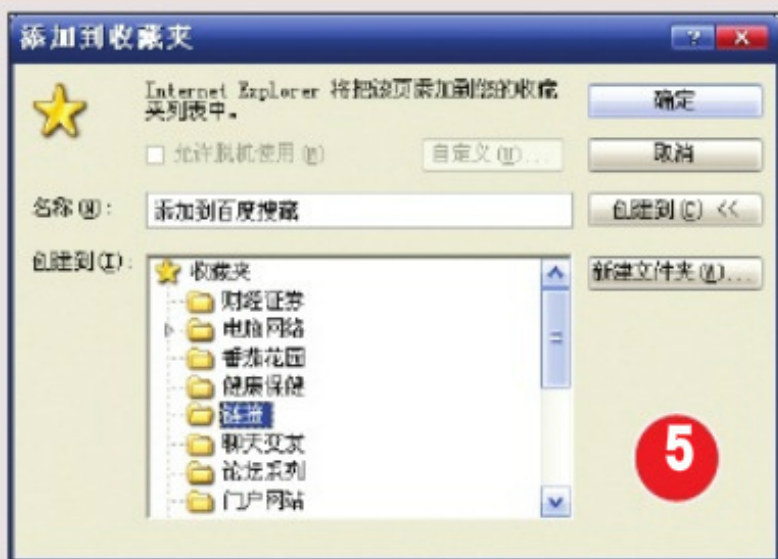 添加到收藏夹
Internet Explorer 将把该页添加到您的收藏
夹列表中。
确定
允许脱机使用(M)
自定义(U)...
取消
名称(N):
添加到百度搜藏
创建到(C) <<
创建到(I):
收藏夹
新建文件夹(W)...
财经证券
电脑网络
番茄花园
健康保健
链接
聊天交友
论坛系列
门户网站
5